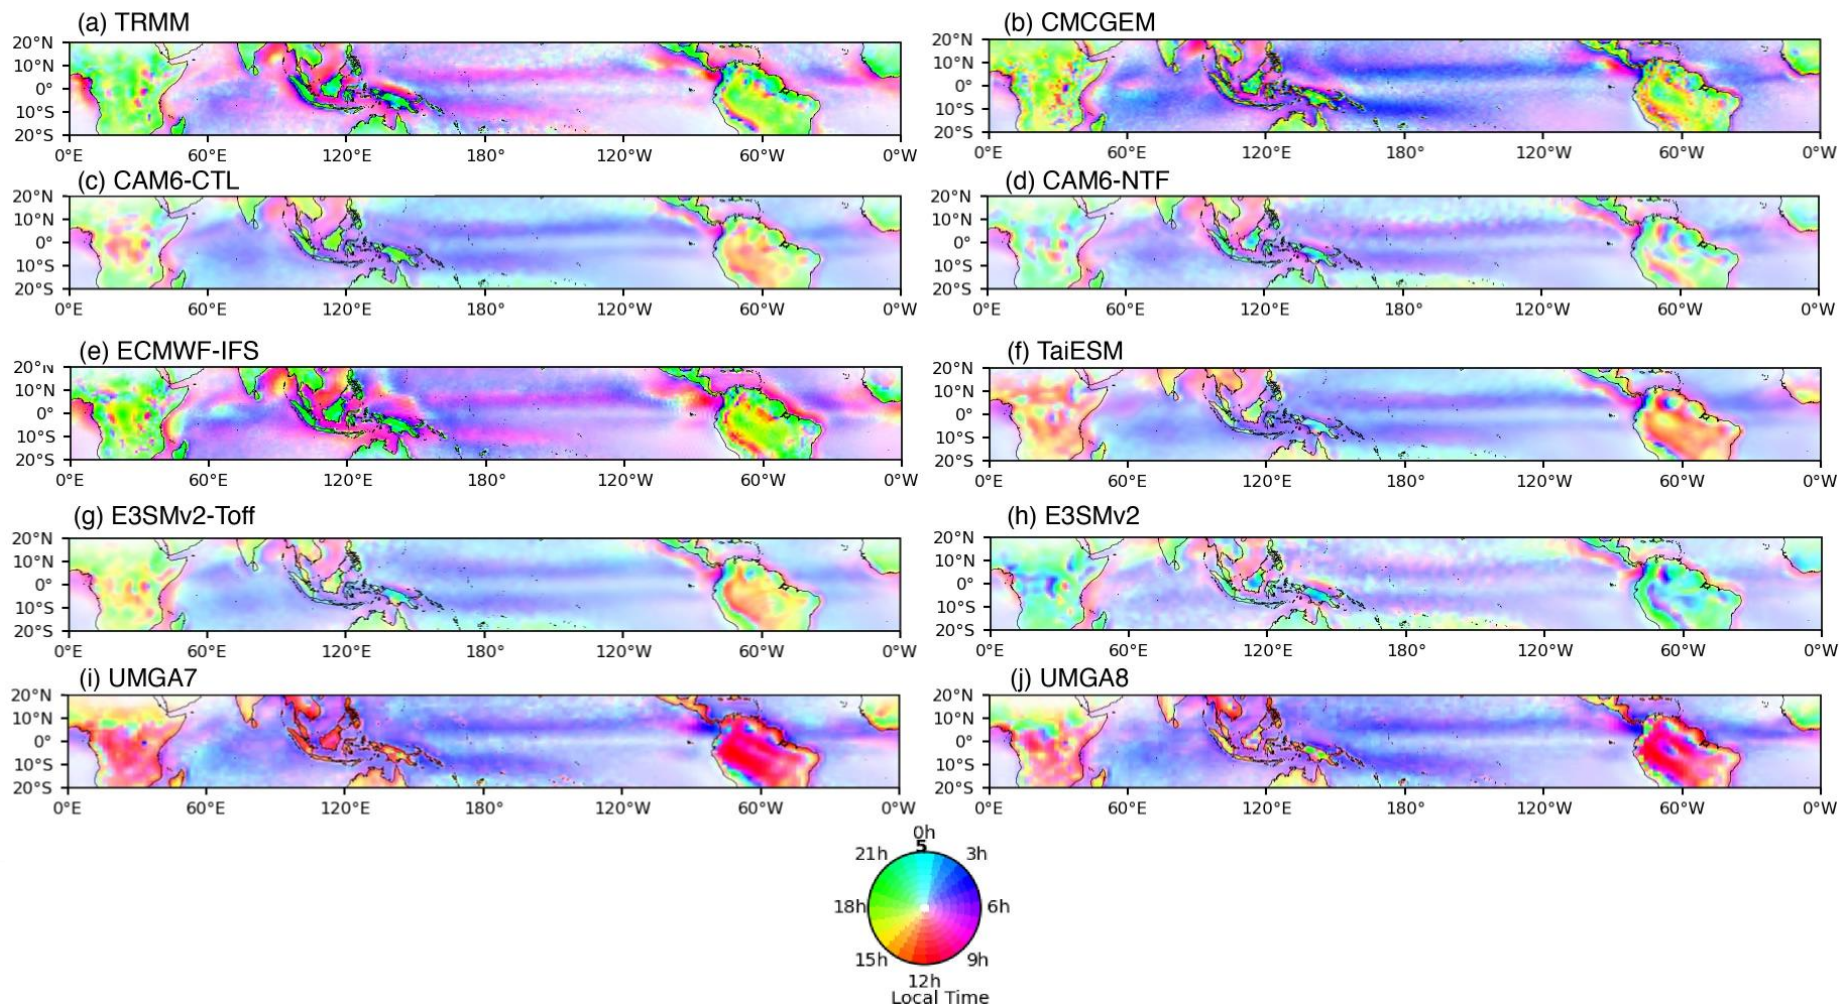 (a) TRMM
20°N
10°N
0°
10°S
20°S
0°E 60°E 120°E 180° 120°W 60°W 0°W
(b) CMCGEM
20°N
10°N
0°
10°S
20°S
0°E 60°E 120°E 180° 120°W 60°W 0°W
(c) CAM6-CTL
20°N
10°N
0°
10°S
20°S
0°E 60°E 120°E 180° 120°W 60°W 0°W
(d) CAM6-NTF
20°N
10°N
0°
10°S
20°S
0°E 60°E 120°E 180° 120°W 60°W 0°W
(e) ECMWF-IFS
20°N
10°N
0°
10°S
20°S
0°E 60°E 120°E 180° 120°W 60°W 0°W
(f) TaiESM
20°N
10°N
0°
10°S
20°S
0°E 60°E 120°E 180° 120°W 60°W 0°W
(g) E3SMv2-Toff
20°N
10°N
0°
10°S
20°S
0°E 60°E 120°E 180° 120°W 60°W 0°W
(h) E3SMv2
20°N
10°N
0°
10°S
20°S
0°E 60°E 120°E 180° 120°W 60°W 0°W
(i) UMGA7
20°N
10°N
0°
10°S
20°S
0°E 60°E 120°E 180° 120°W 60°W 0°W
(j) UMGA8
20°N
10°N
0°
10°S
20°S
0°E 60°E 120°E 180° 120°W 60°W 0°W
0h
5
21h 3h
18h 6h
15h 9h
12h
Local Time